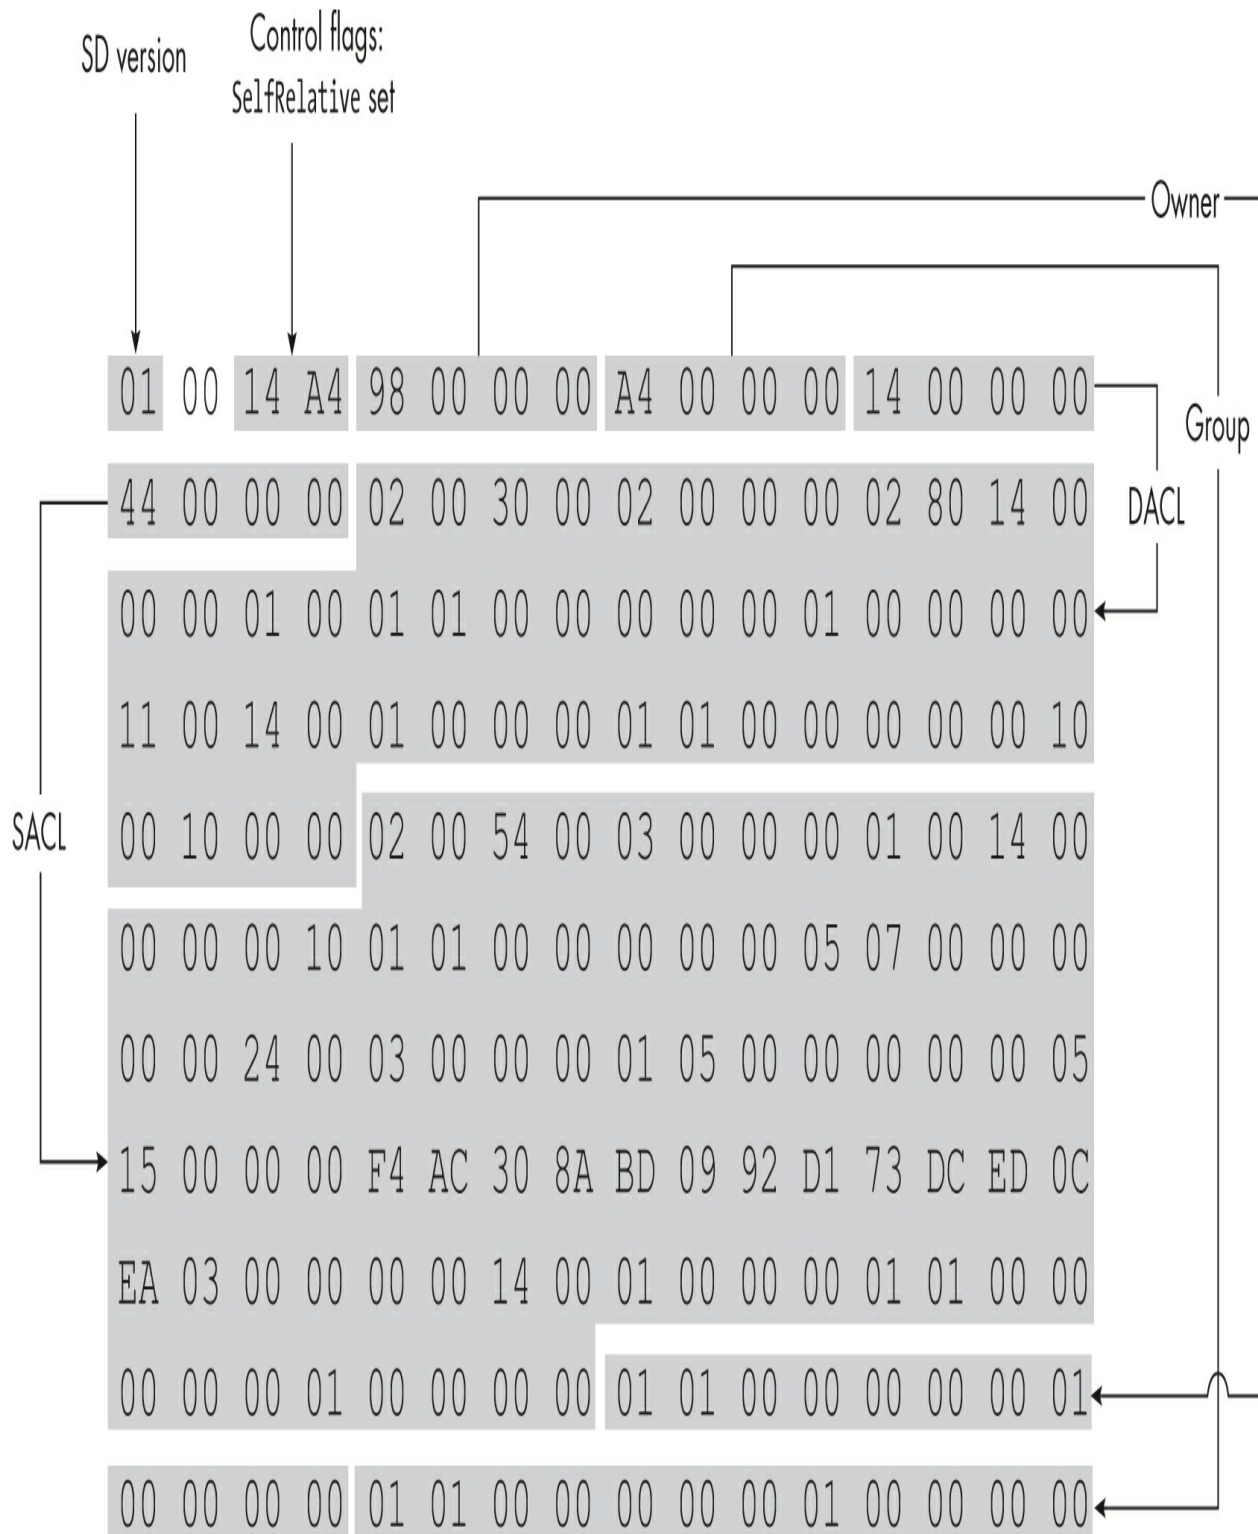 SD version
Control flags:
SelfRelative set
Owner
01 00 14 A4 98 00 00 00 A4 00 00 00 14 00 00 00
Group
44 00 00 00 02 00 30 00 02 00 00 00 02 80 14 00
DACL
00 00 01 00 01 01 00 00 00 00 00 01 00 00 00 00
11 00 14 00 01 00 00 00 01 01 00 00 00 00 00 10
SACL
00 10 00 00 02 00 54 00 03 00 00 00 01 00 14 00
00 00 00 10 01 01 00 00 00 00 00 05 07 00 00 00
00 00 24 00 03 00 00 00 01 05 00 00 00 00 00 05
15 00 00 00 F4 AC 30 8A BD 09 92 D1 73 DC ED 0C
EA 03 00 00 00 00 14 00 01 00 00 00 01 01 00 00
00 00 00 01 00 00 00 00 01 01 00 00 00 00 00 01
00 00 00 00 01 01 00 00 00 00 00 01 00 00 00 00